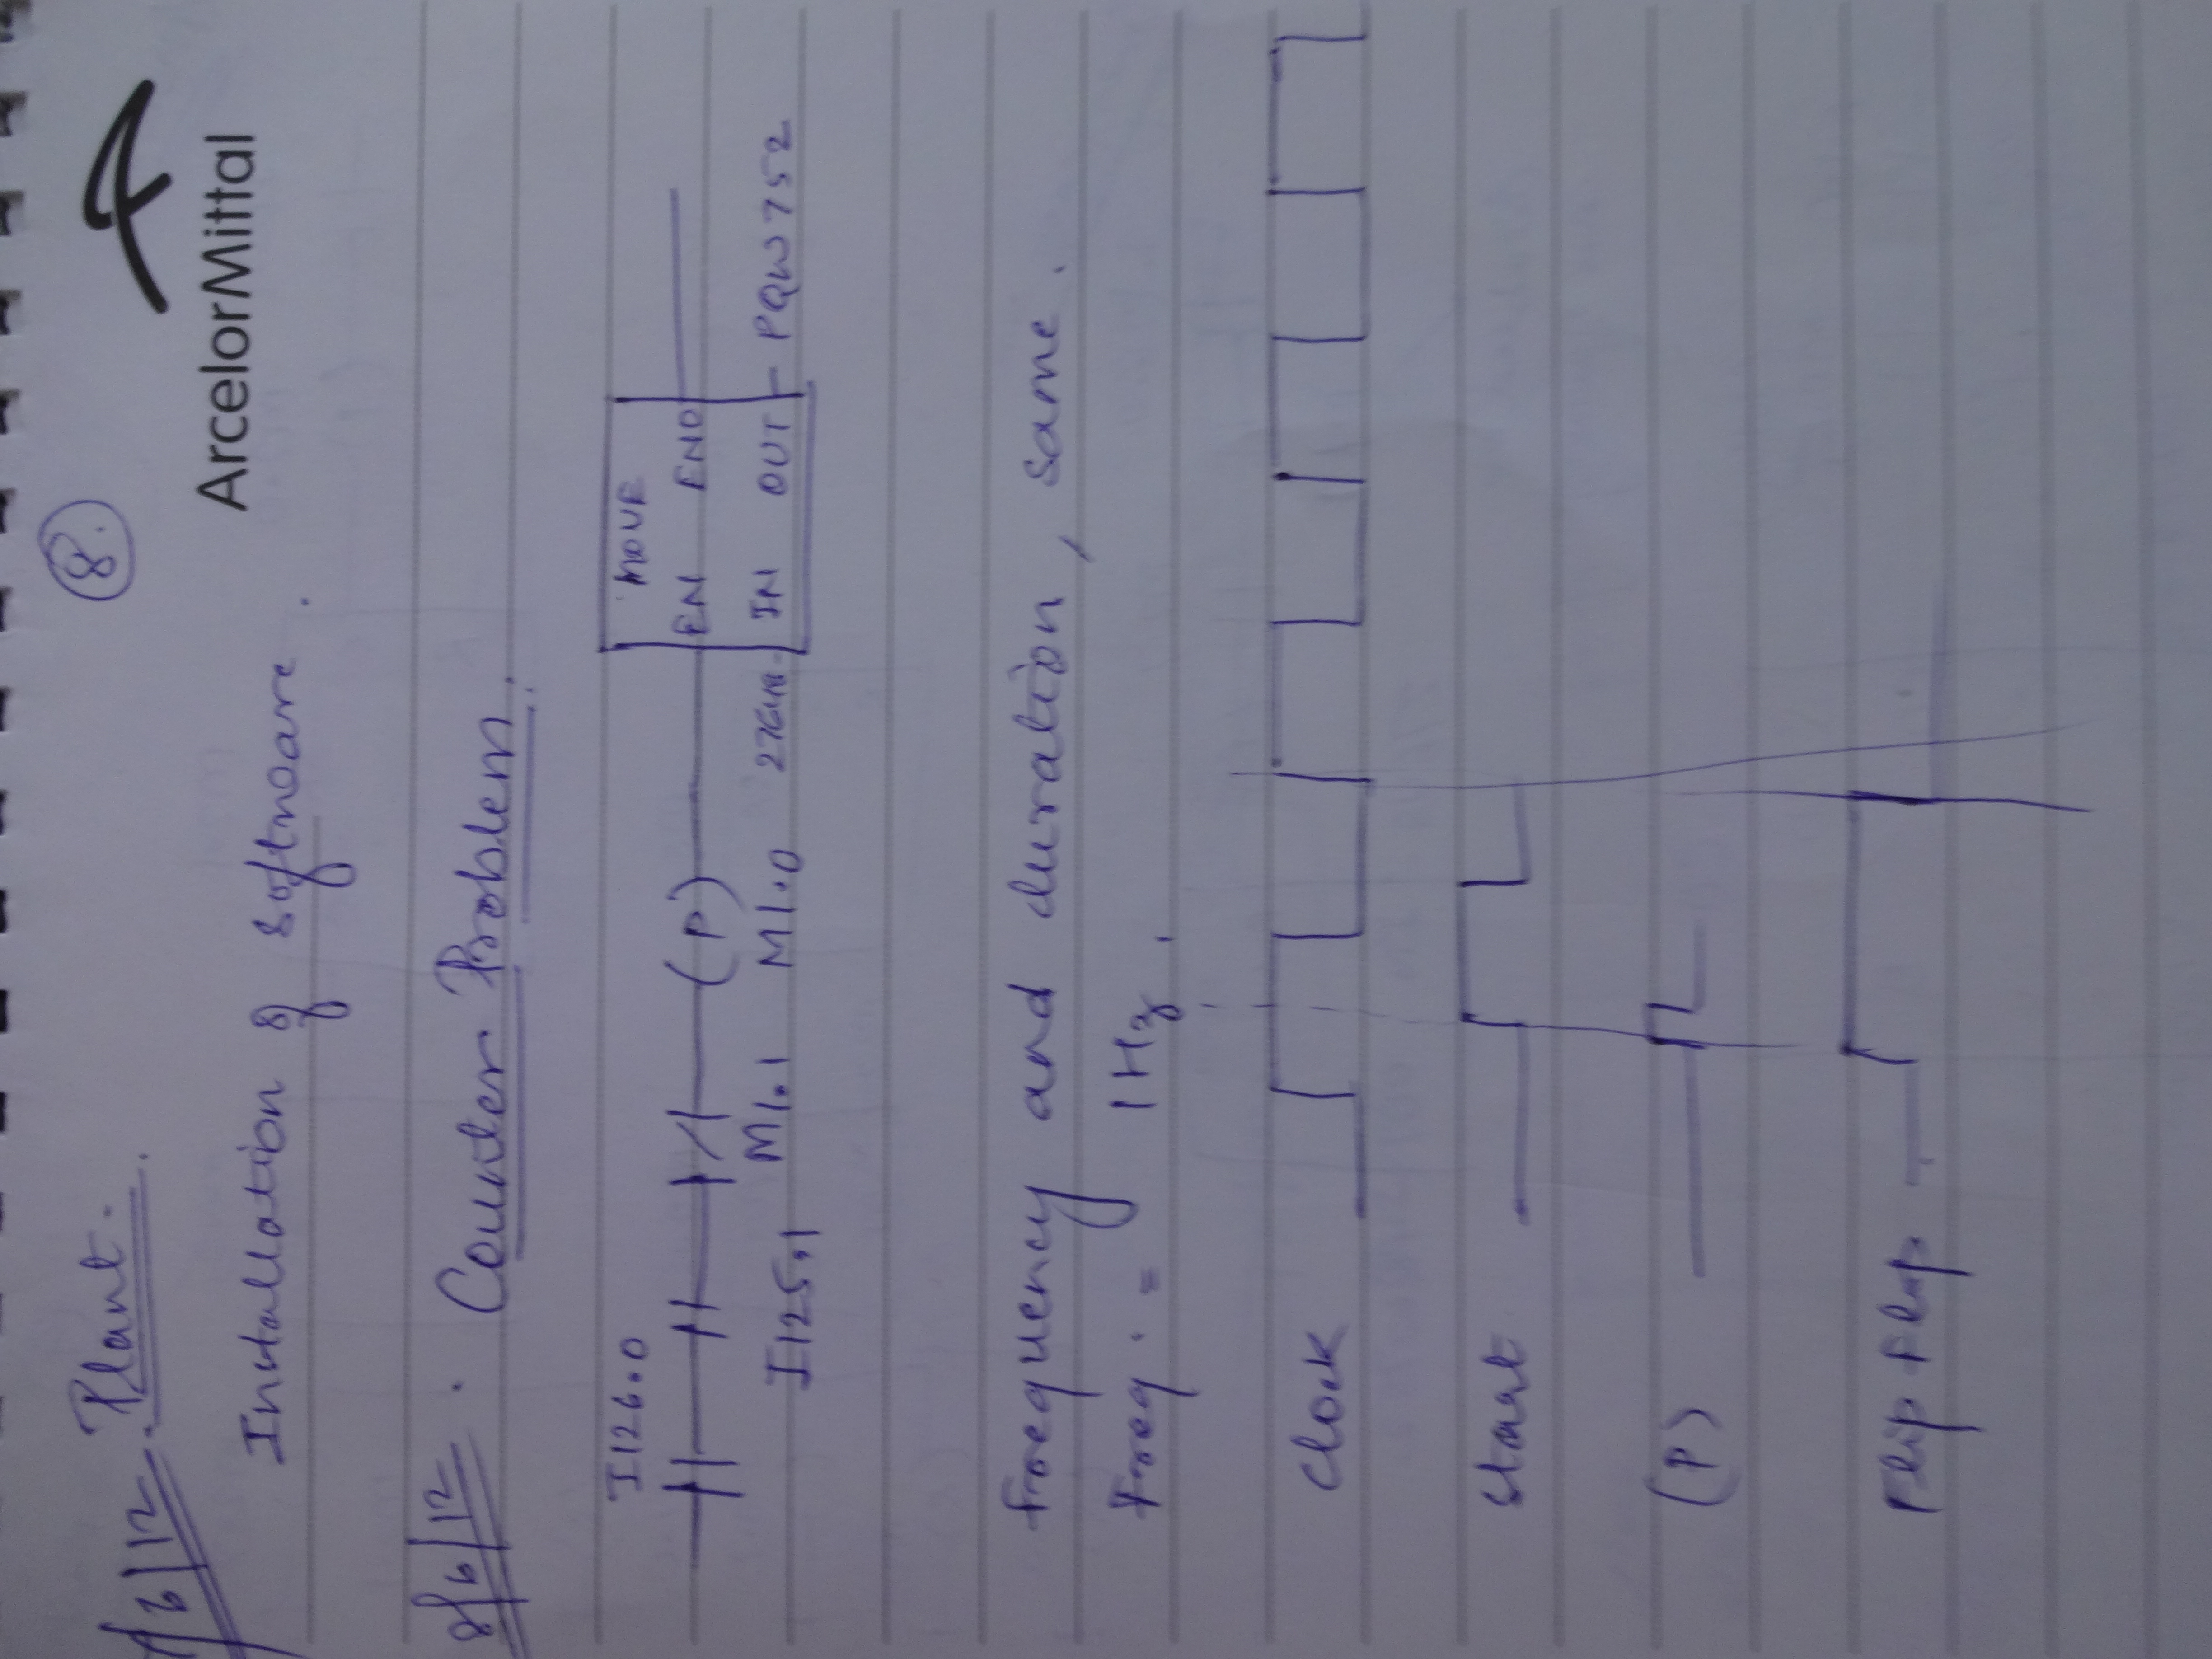 8.
ArcelorMittal
7/6/12. Plant.
Installation of software.
8/6/12. Counter Problem.
I126.0
MOVE
(P)
EN ENO
I125.1 M1.1 M1.0 27648 IN OUT PQW752
Frequency and duration, same.
Freq. = 1Hz.
Clock
Start
(P)
Flip Flop